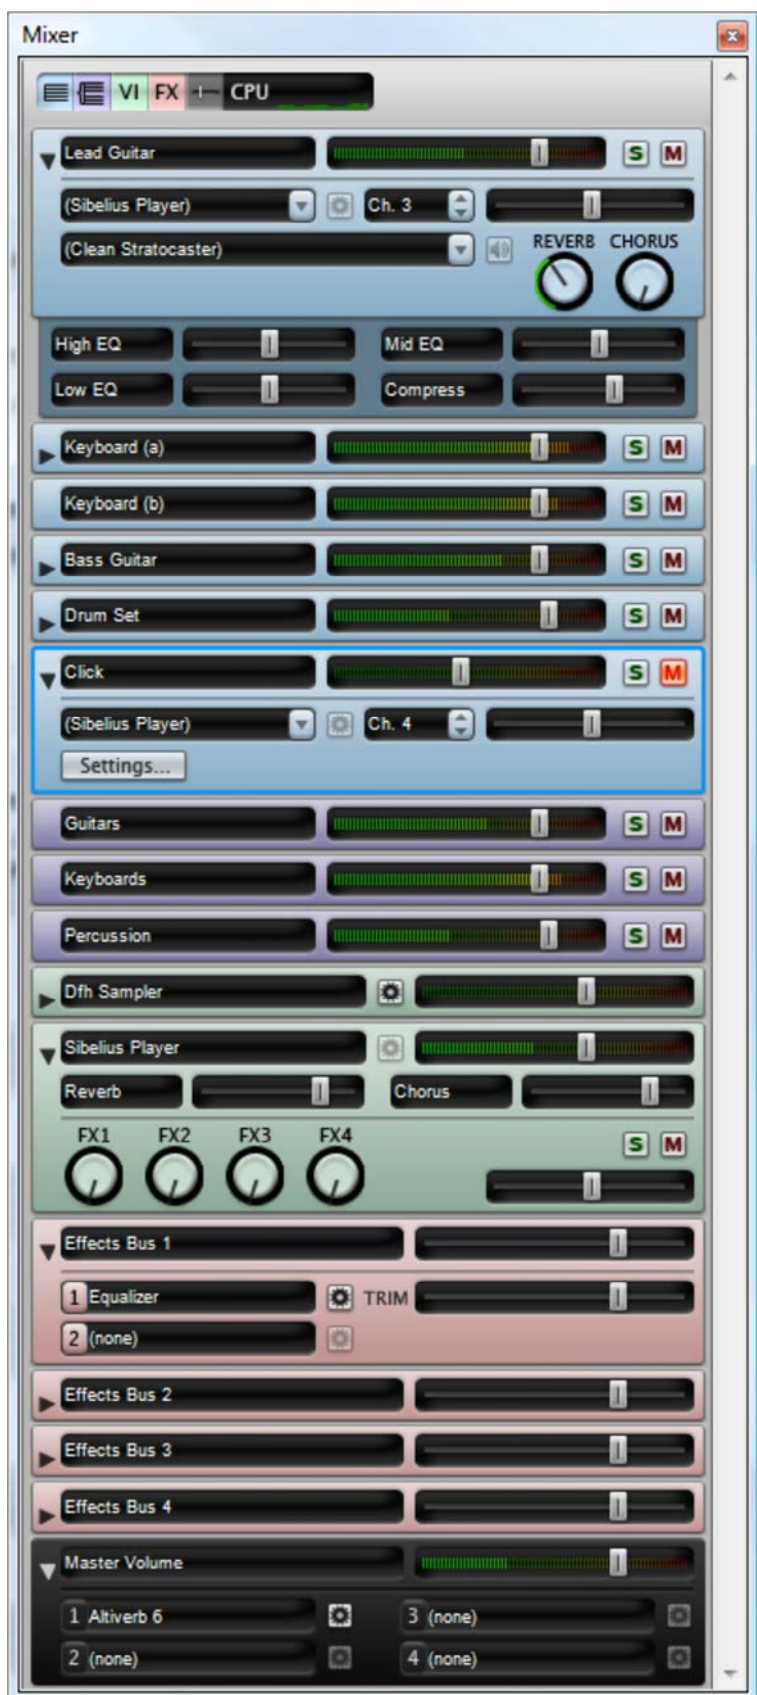 Mixer
VI FX CPU
Lead Guitar S M
(Sibelius Player) Ch. 3
(Clean Stratocaster) REVERB CHORUS
High EQ Mid EQ
Low EQ Compress
Keyboard (a) S M
Keyboard (b) S M
Bass Guitar S M
Drum Set S M
Click S M
(Sibelius Player) Ch. 4
Settings...
Guitars S M
Keyboards S M
Percussion S M
Dfh Sampler
Sibelius Player
Reverb Chorus
FX1 FX2 FX3 FX4 S M
Effects Bus 1
1 Equalizer TRIM
2 (none)
Effects Bus 2
Effects Bus 3
Effects Bus 4
Master Volume
1 Altiverb 6 3 (none)
2 (none) 4 (none)